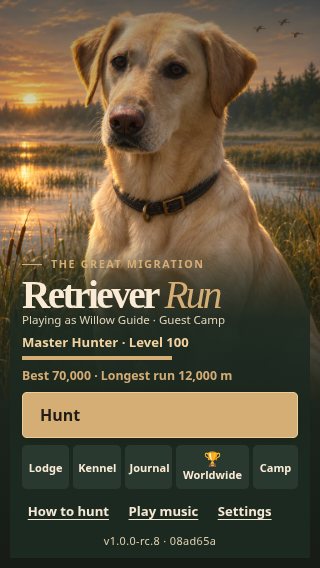 THE GREAT MIGRATION
Retriever Run
Playing as Willow Guide · Guest Camp
Master Hunter · Level 100
Best 70,000 · Longest run 12,000 m
Hunt
Lodge
Kennel
Journal
🏆
Worldwide
Camp
How to hunt
Play music
Settings
v1.0.0-rc.8 · 08ad65a